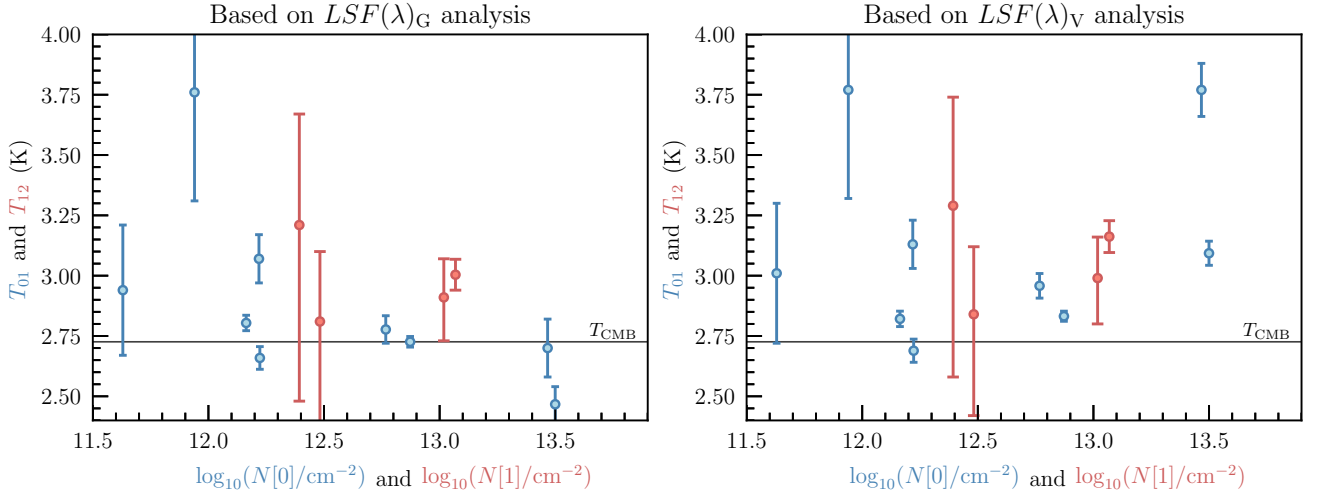 Based on LSF(λ)G analysis
4.00
3.75
3.50
3.25
3.00
2.75
2.50
T01 and T12 (K)
TCMB
11.5 12.0 12.5 13.0 13.5
log10(N[0]/cm−2) and log10(N[1]/cm−2)
Based on LSF(λ)V analysis
4.00
3.75
3.50
3.25
3.00
2.75
2.50
T01 and T12 (K)
TCMB
11.5 12.0 12.5 13.0 13.5
log10(N[0]/cm−2) and log10(N[1]/cm−2)